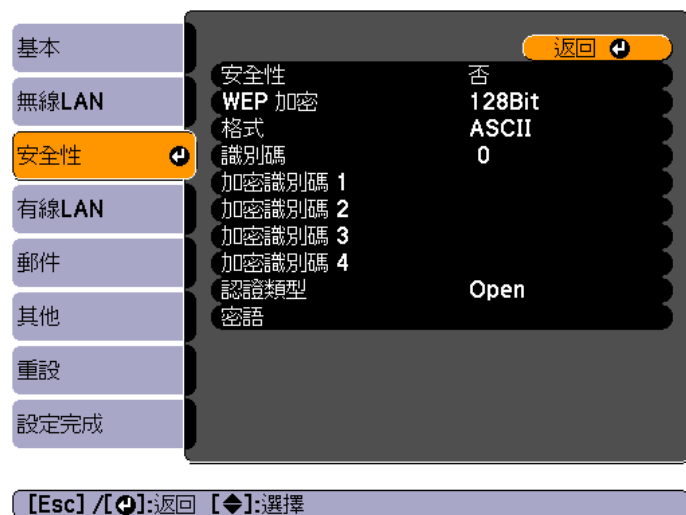 基本
無線LAN
安全性
有線LAN
郵件
其他
重設
設定完成
返回
安全性 否
WEP 加密 128Bit
格式 ASCII
識別碼 0
加密識別碼 1
加密識別碼 2
加密識別碼 3
加密識別碼 4
認證類型 Open
密語
[Esc] /[⏎]:返回 [◆]:選擇